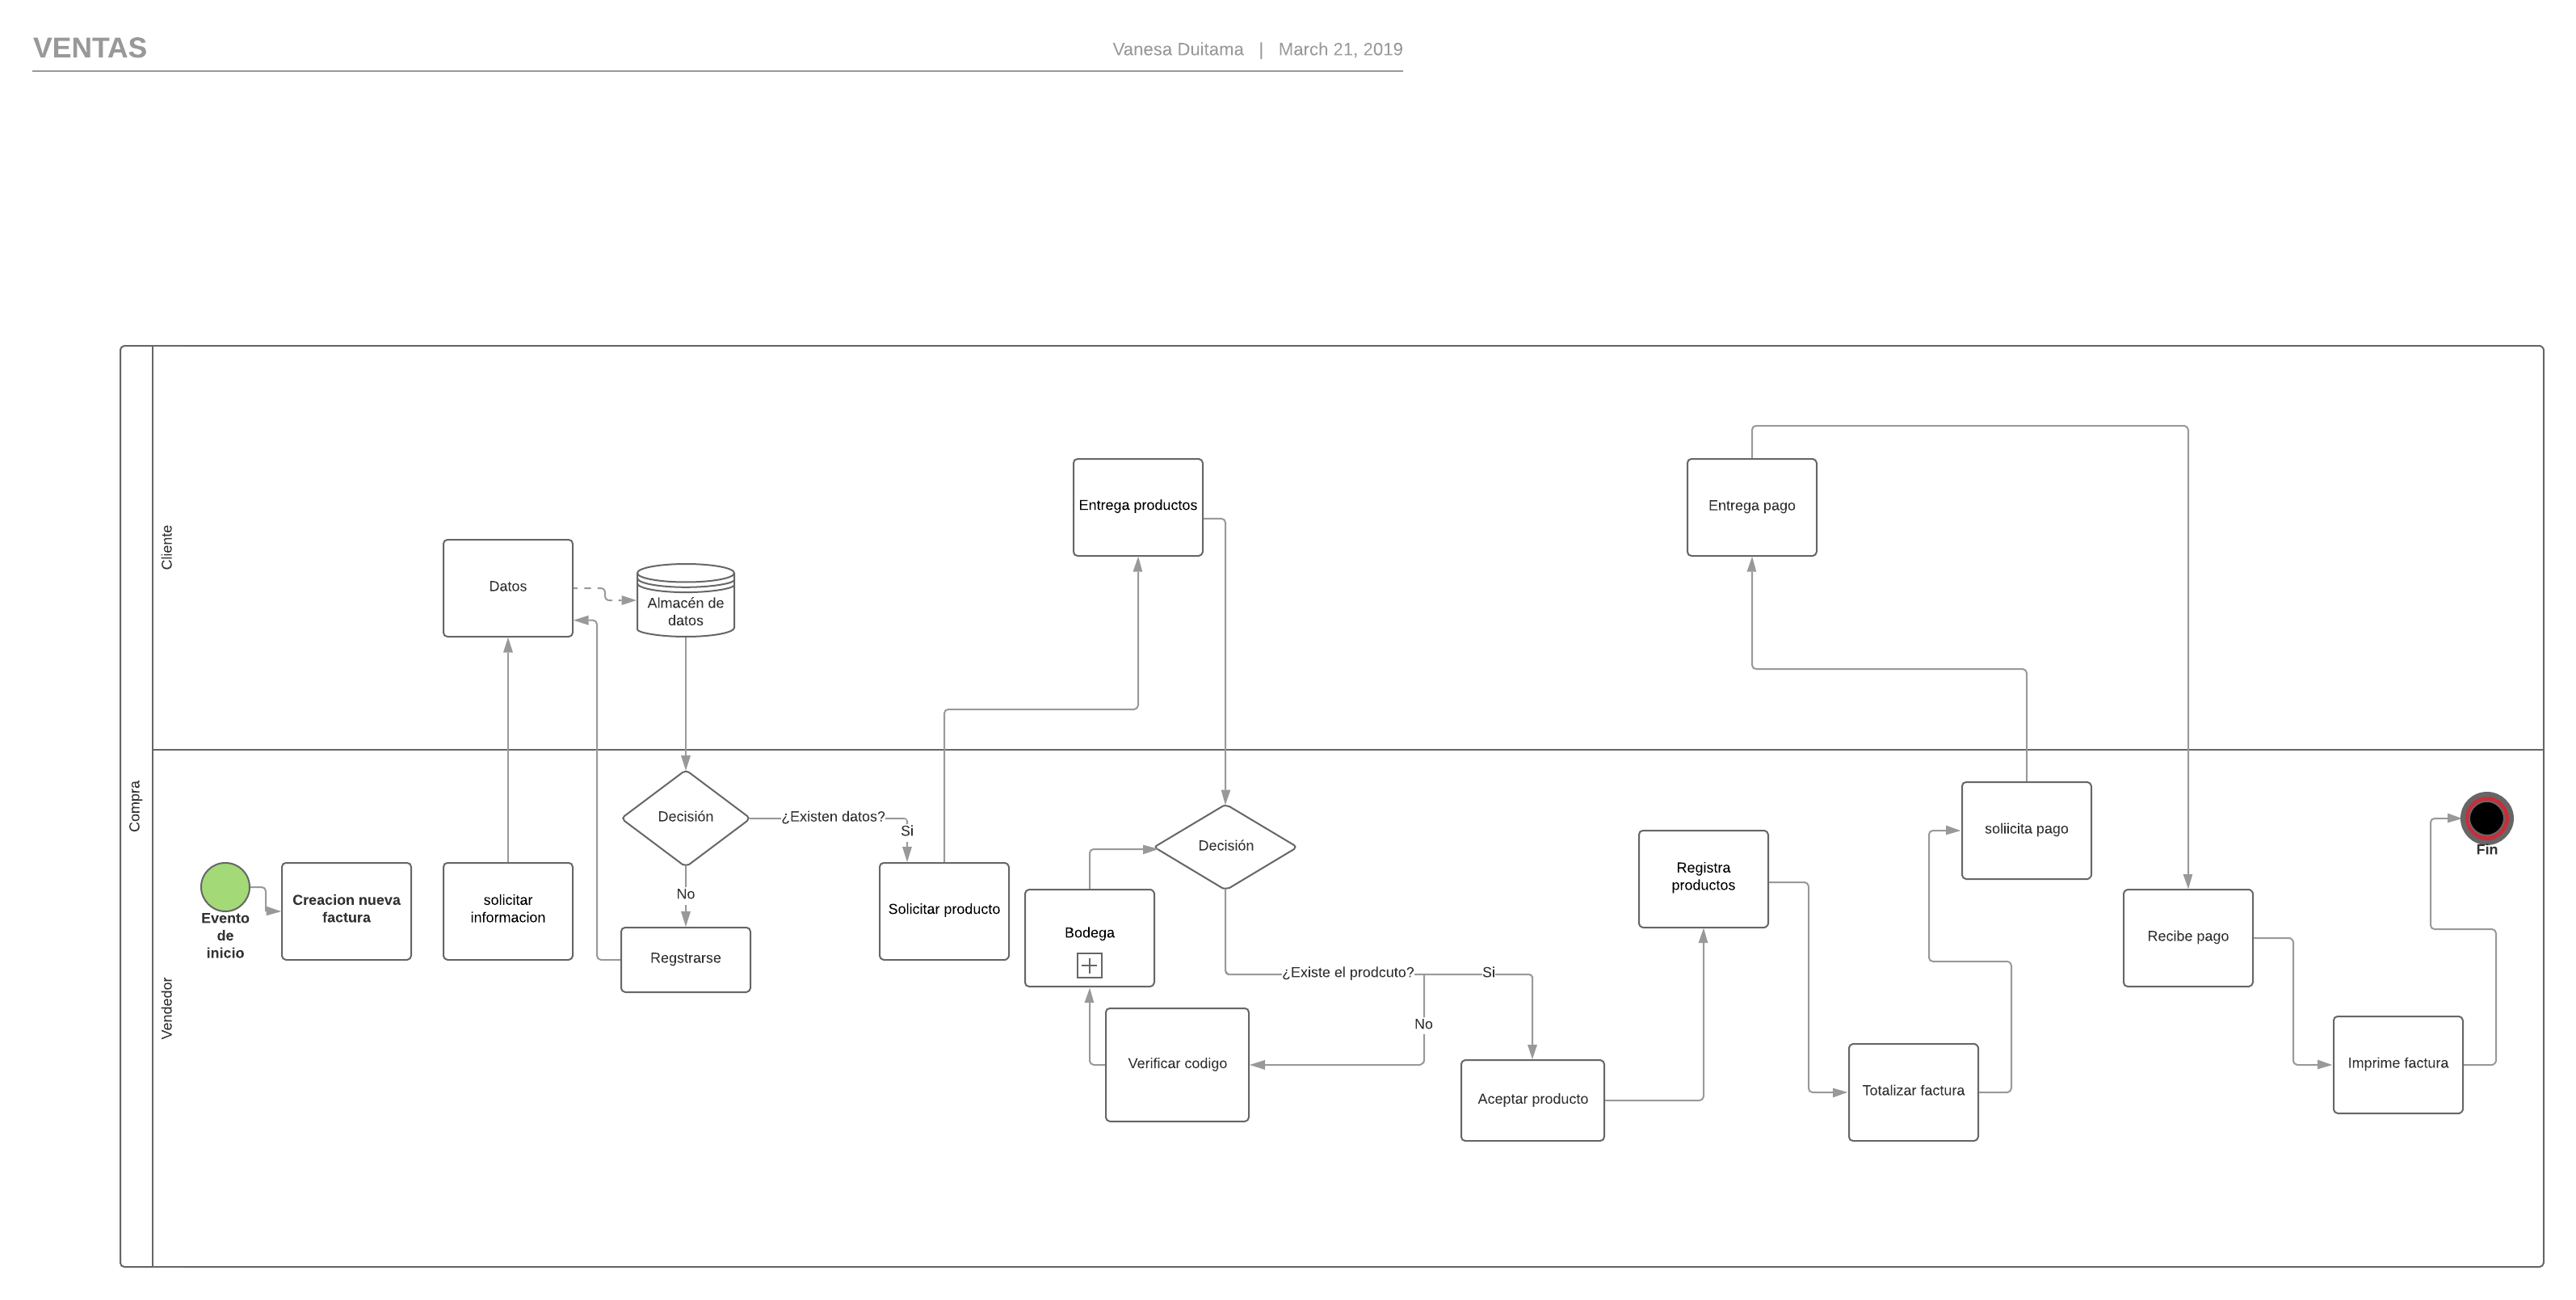 VENTAS
Vanesa Duitama | March 21, 2019
Compra
Cliente
Vendedor
Evento
de
inicio
Creacion nueva
factura
solicitar
informacion
Datos
Almacén de
datos
Decisión
¿Existen datos?
Si
No
Regstrarse
Solicitar producto
Entrega productos
Bodega
Decisión
¿Existe el prodcuto?
Si
No
Verificar codigo
Aceptar producto
Registra
productos
Totalizar factura
soliicita pago
Entrega pago
Recibe pago
Imprime factura
Fin